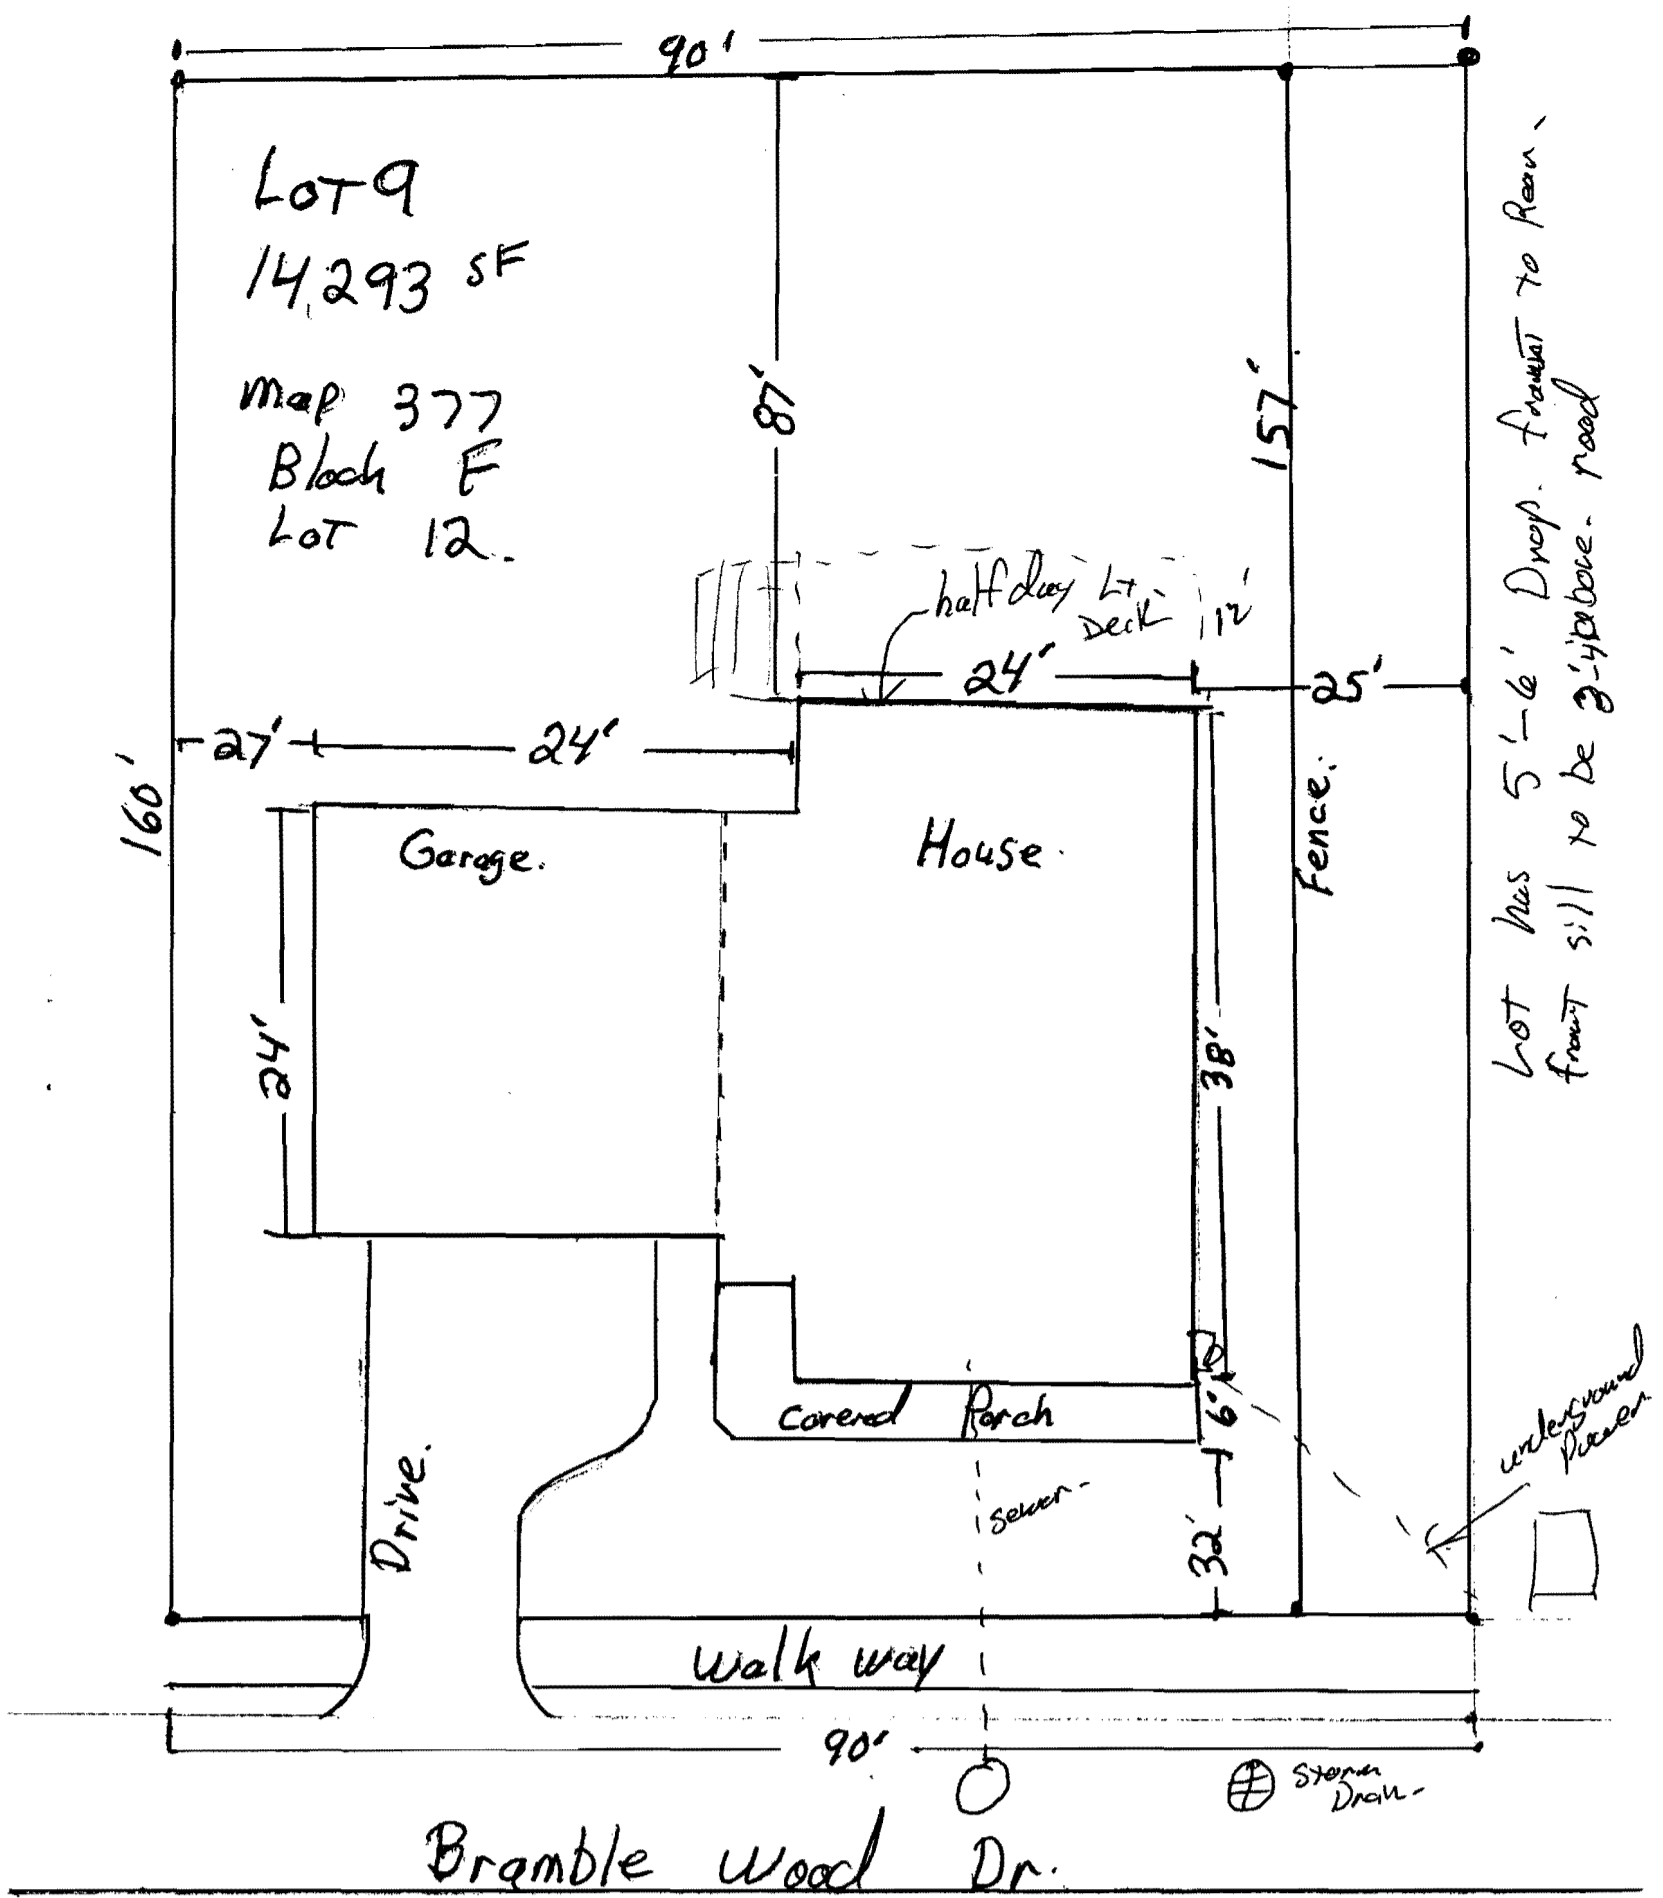 90'
LOT 9
14,293 SF
Map 377
Block F
LOT 12.
87'
157'
half day Lt.
Deck
12'
24'
25'
27'
24'
160'
Garage.
House.
Fence.
24'
38'
Lot has 5'-6' Drop. front to Rear.
front sill to be above road
Covered Porch
6'
underground
Power
Drive.
sewer
32'
Walk way
90'
Storm
Drain
Bramble Wood Dr.